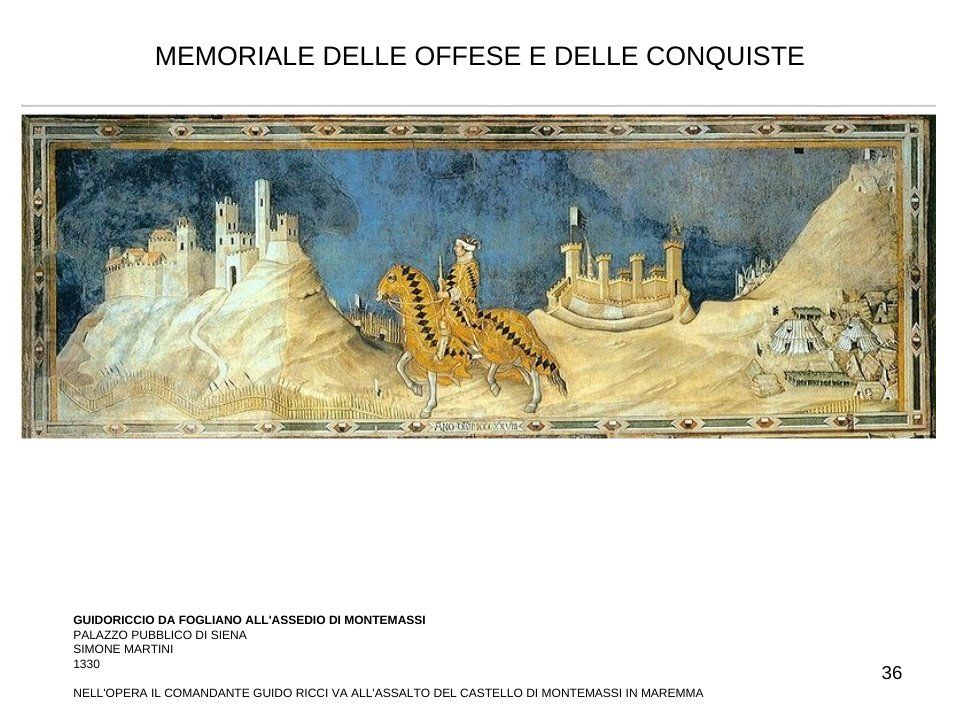 MEMORIALE DELLE OFFESE E DELLE CONQUISTE
GUIDORICCIO DA FOGLIANO ALL'ASSEDIO DI MONTEMASSI
PALAZZO PUBBLICO DI SIENA
SIMONE MARTINI
1330
36
NELL'OPERA IL COMANDANTE GUIDO RICCI VA ALL'ASSALTO DEL CASTELLO DI MONTEMASSI IN MAREMMA